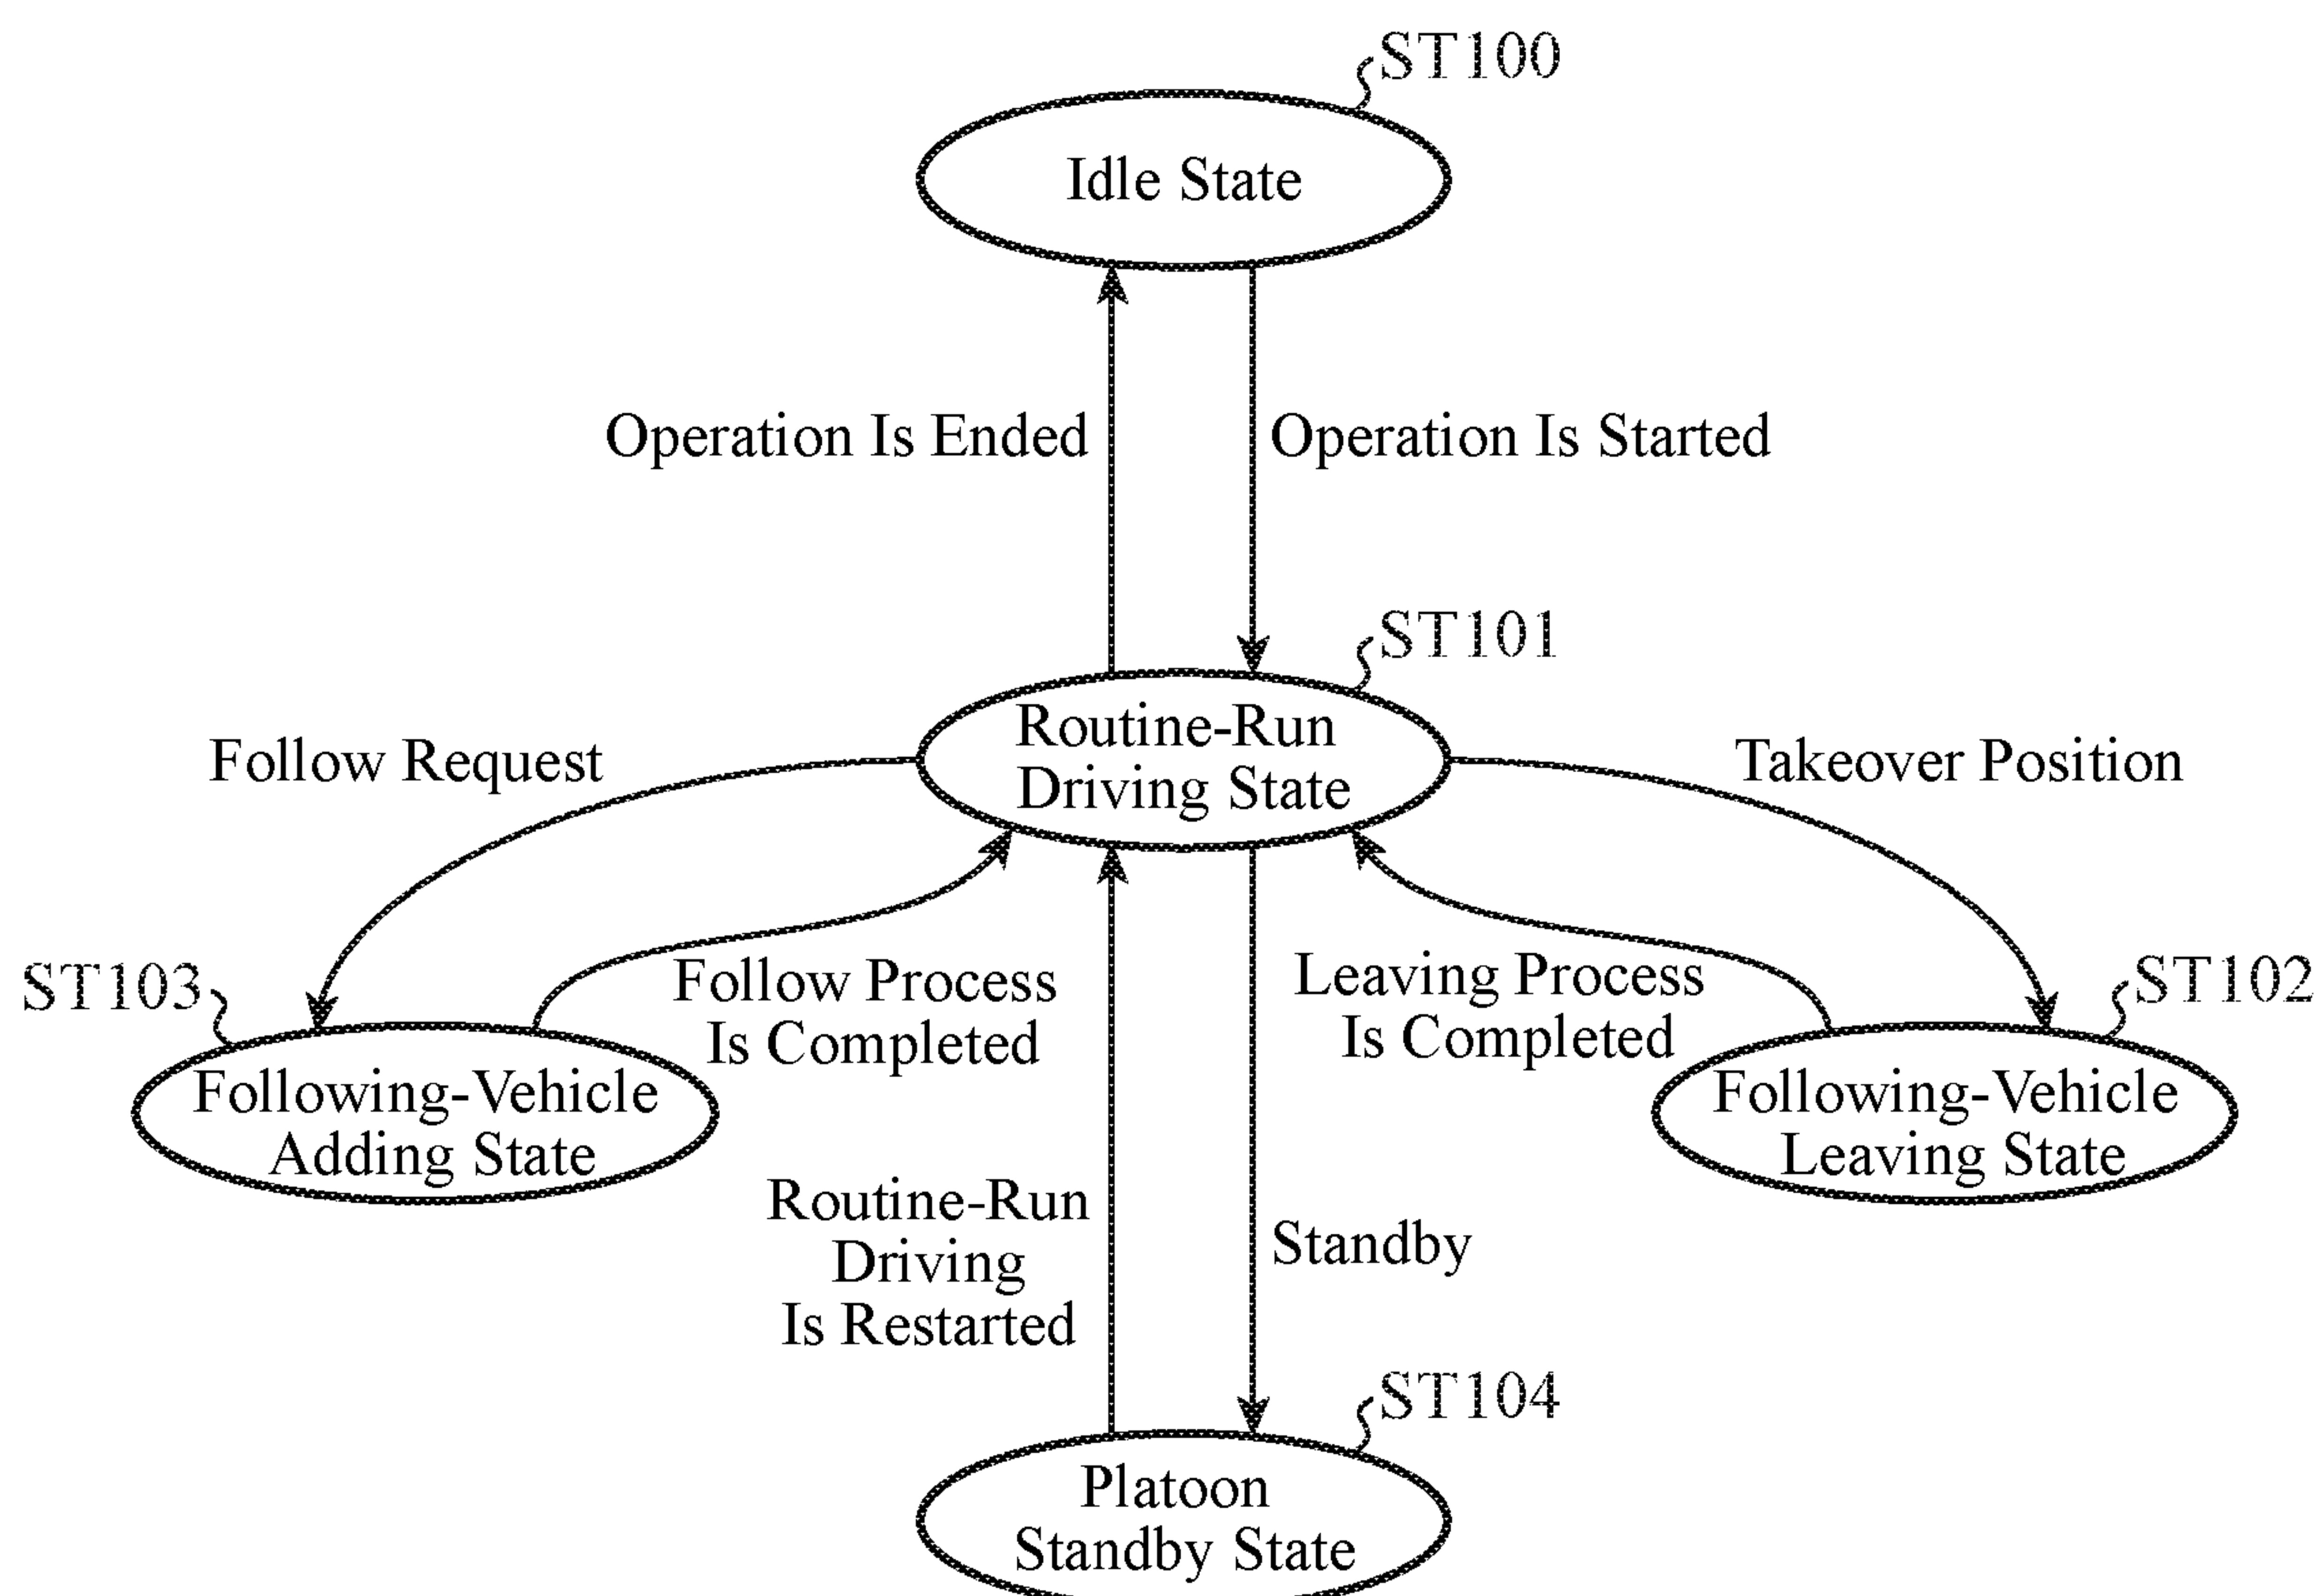 ST100
Idle State
Operation Is Ended
Operation Is Started
ST101
Routine-Run
Driving State
Follow Request
Takeover Position
ST103
Follow Process
Is Completed
Leaving Process
Is Completed
ST102
Following-Vehicle
Adding State
Following-Vehicle
Leaving State
Routine-Run
Driving
Is Restarted
Standby
ST104
Platoon
Standby State